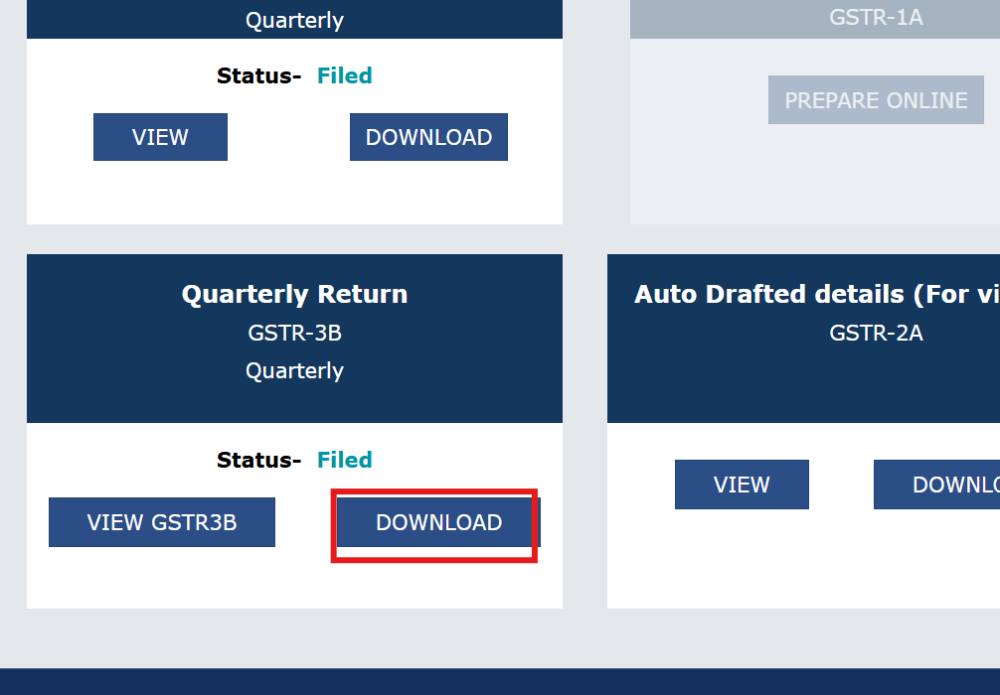 Quarterly
Status- Filed
VIEW
DOWNLOAD
GSTR-1A
PREPARE ONLINE
Quarterly Return
GSTR-3B
Quarterly
Status- Filed
VIEW GSTR3B
DOWNLOAD
Auto Drafted details (For vi
GSTR-2A
VIEW
DOWNLO